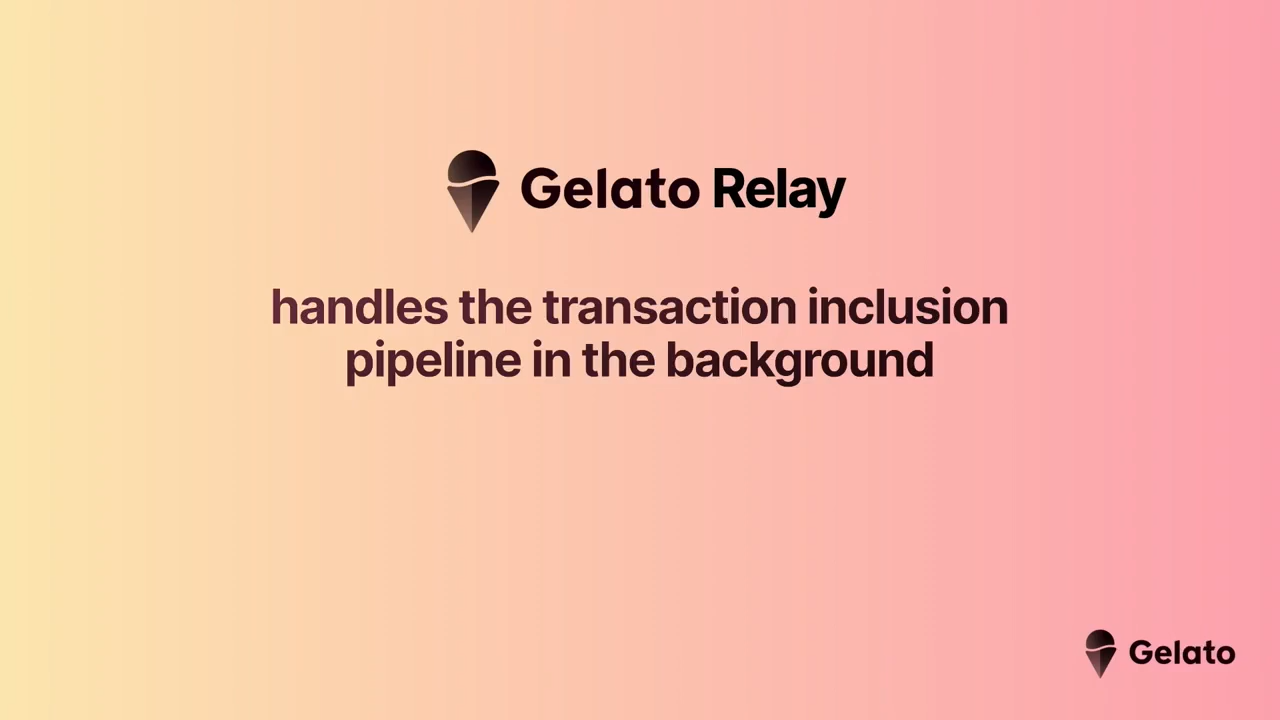 Gelato Relay
handles the transaction inclusion
pipeline in the background
Gelato